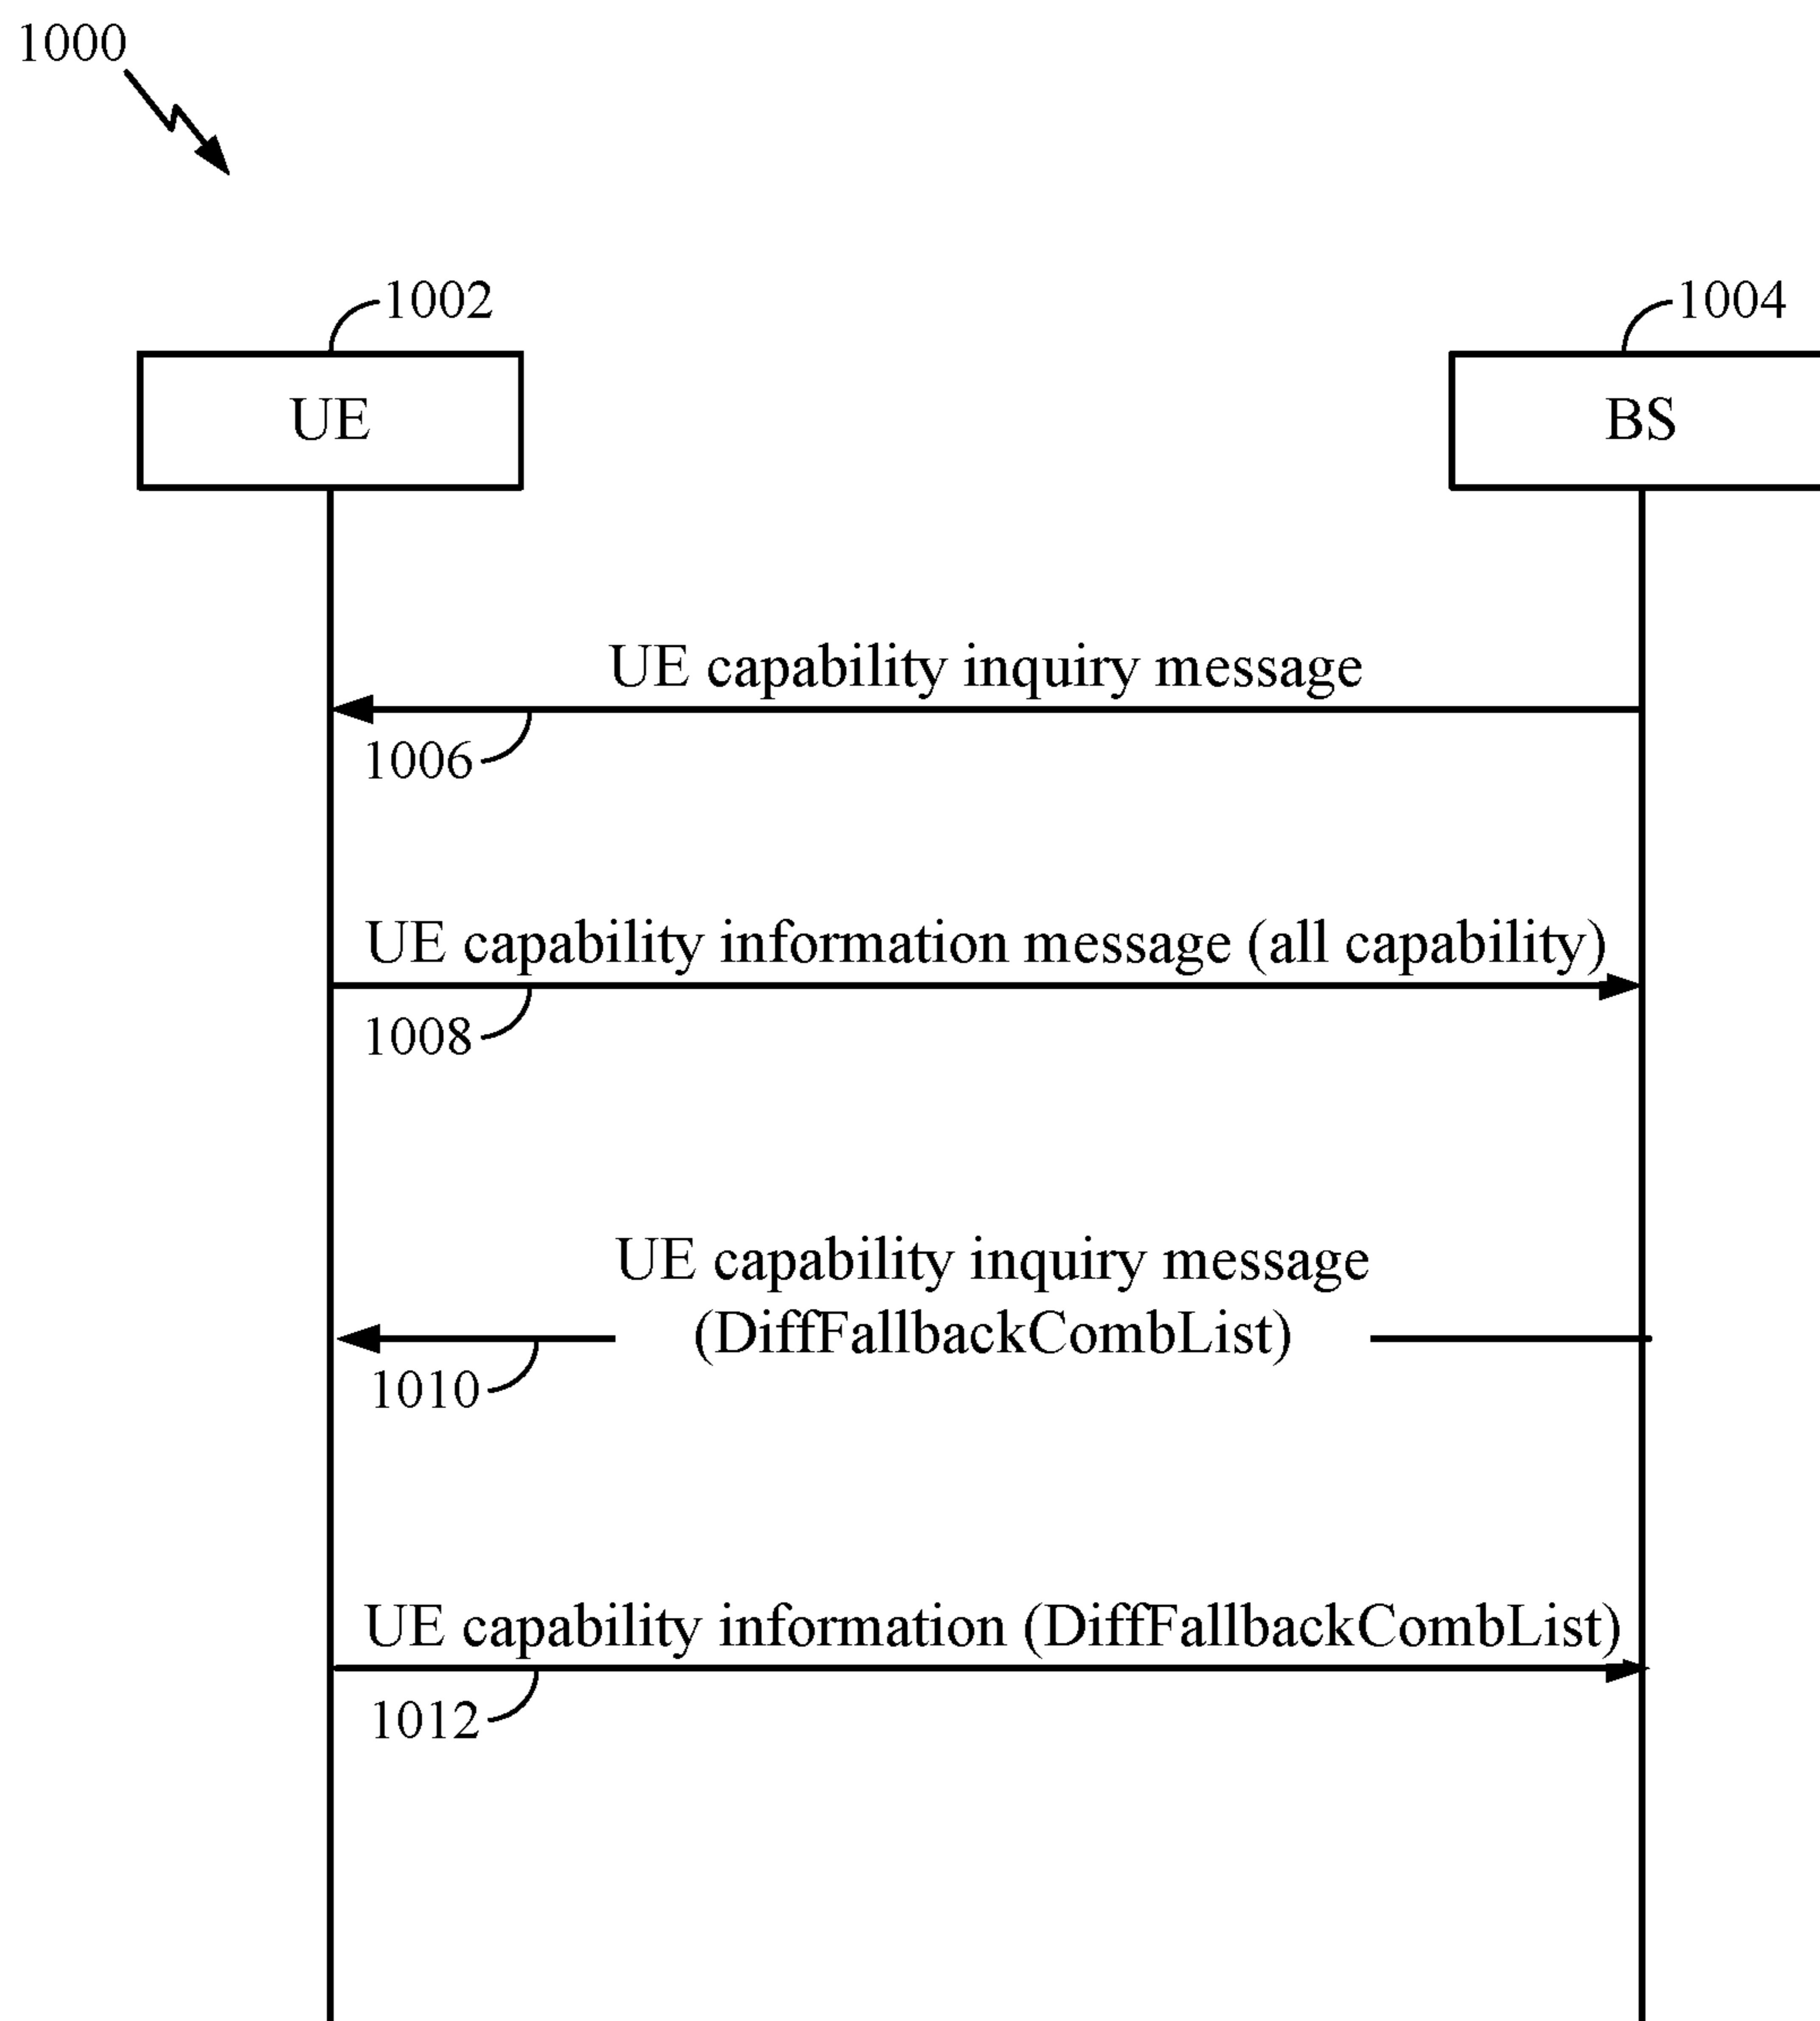 1000
1002
1004
UE
BS
UE capability inquiry message
1006
UE capability information message (all capability)
1008
UE capability inquiry message
(DiffFallbackCombList)
1010
UE capability information (DiffFallbackCombList)
1012